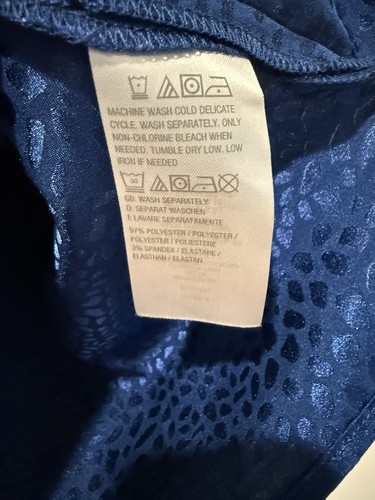 MACHINE WASH COLD DELICATE
CYCLE. WASH SEPARATELY. ONLY
NON-CHLORINE BLEACH WHEN
NEEDED. TUMBLE DRY LOW. LOW
IRON IF NEEDED
30
GB: WASH SEPARATELY
D: SEPARAT WASCHEN
I: LAVARE SEPARATAMENTE
97% POLYESTER / POLYESTER /
POLYESTER / POLIESTERE
3% SPANDEX / ELASTANE /
ELASTHAN / ELASTAN